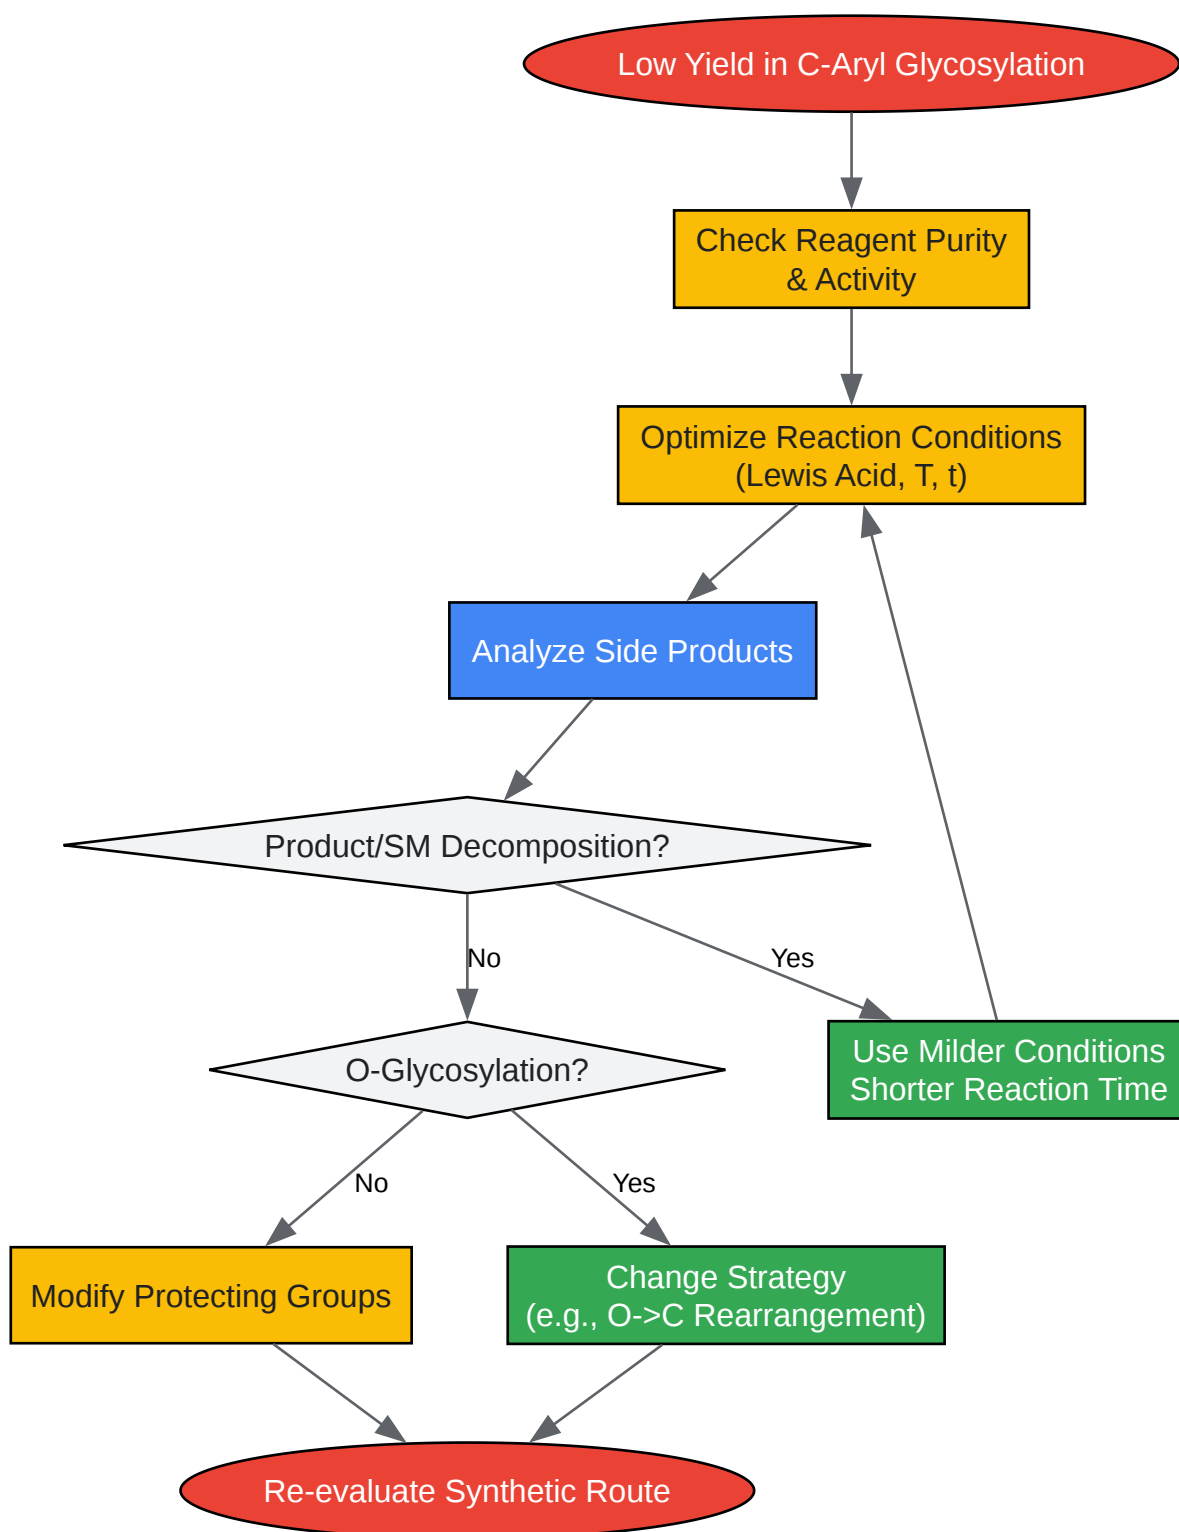 Low Yield in C-Aryl Glycosylation
Check Reagent Purity
& Activity
Optimize Reaction Conditions
(Lewis Acid, T, t)
Analyze Side Products
Product/SM Decomposition?
No
Yes
O-Glycosylation?
Use Milder Conditions
Shorter Reaction Time
No
Yes
Modify Protecting Groups
Change Strategy
(e.g., O->C Rearrangement)
Re-evaluate Synthetic Route